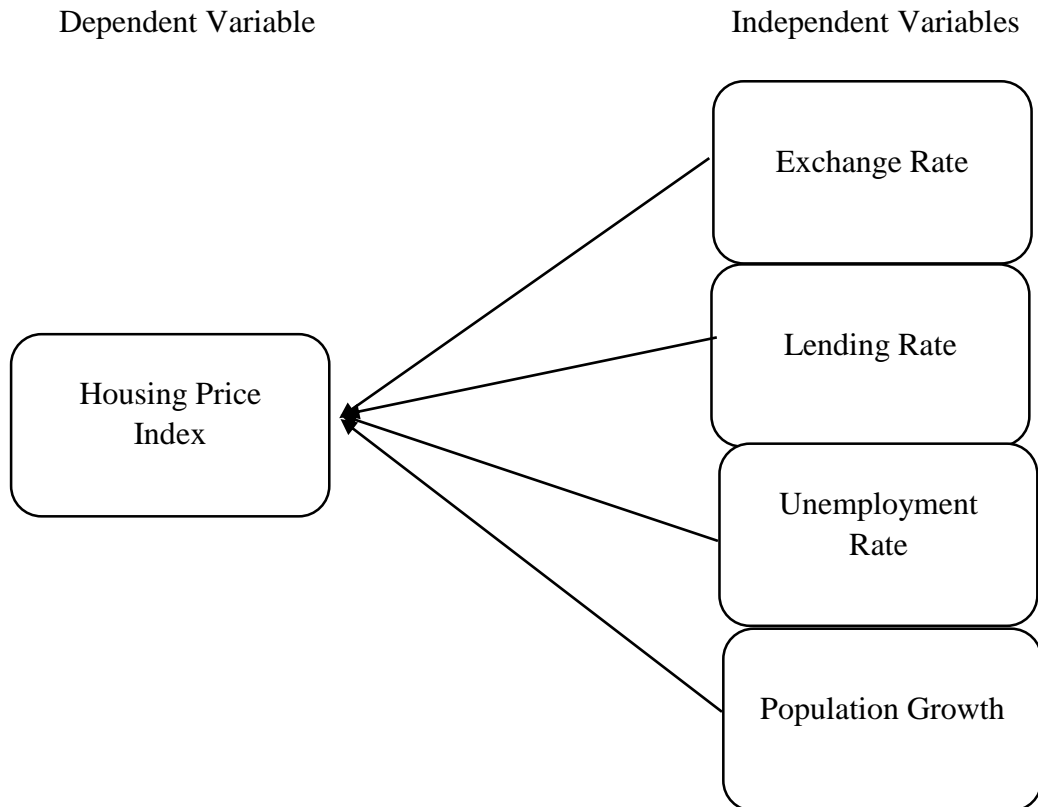 Dependent Variable
Independent Variables
Exchange Rate
Lending Rate
Housing Price
Index
Unemployment
Rate
Population Growth